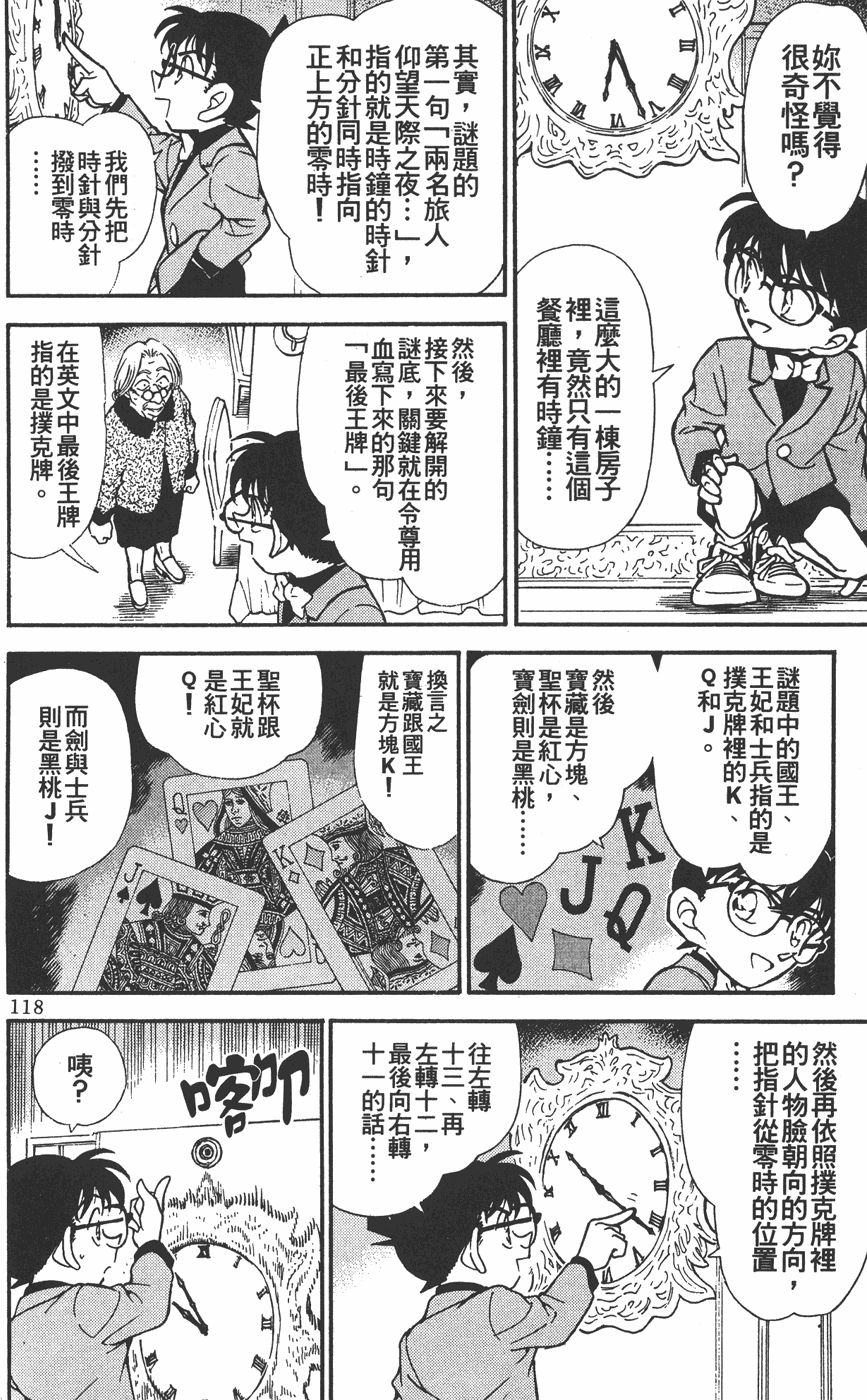 妳不覺得
很奇怪嗎?
這麼大的一棟房子
裡，竟然只有這個
餐廳裡有時鐘……
其實，謎題的
第一句「兩名旅人
仰望天際之夜…」，
指的就是時鐘的時針
和分針同時指向
正上方的零時!
我們先把
時針與分針
撥到零時
……
然後，
接下來要解開的
謎底，關鍵就在令尊用
血寫下來的那句
「最後王牌」。
在英文中最後王牌
指的是撲克牌。
謎題中的國王、
王妃和士兵指的是
撲克牌裡的K、
Q和J。
然後
寶藏是方塊、
聖杯是紅心，
寶劍則是黑桃……
K
J
Q
換言之
寶藏跟國王
就是方塊K!
聖杯跟
王妃就
是紅心
Q!
而劍與士兵
則是黑桃J!
Q
K
J
118
然後再依照撲克牌裡
的人物臉朝向的方向，
把指針從零時的位置
……
往左轉
十三、再
左轉十二，
最後向右轉
十一的話……
喀叩
咦?